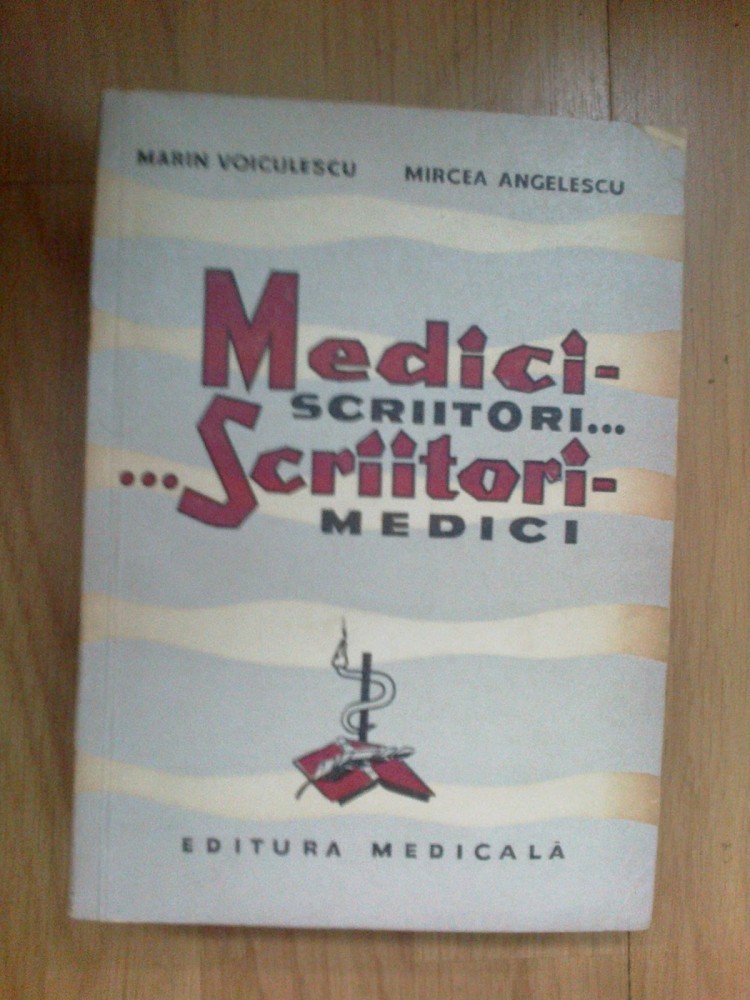 MARIN VOICULESCU MIRCEA ANGELESCU
Medici-
SCRIITORI...
...Scriitori-
MEDICI
EDITURA MEDICALĂ